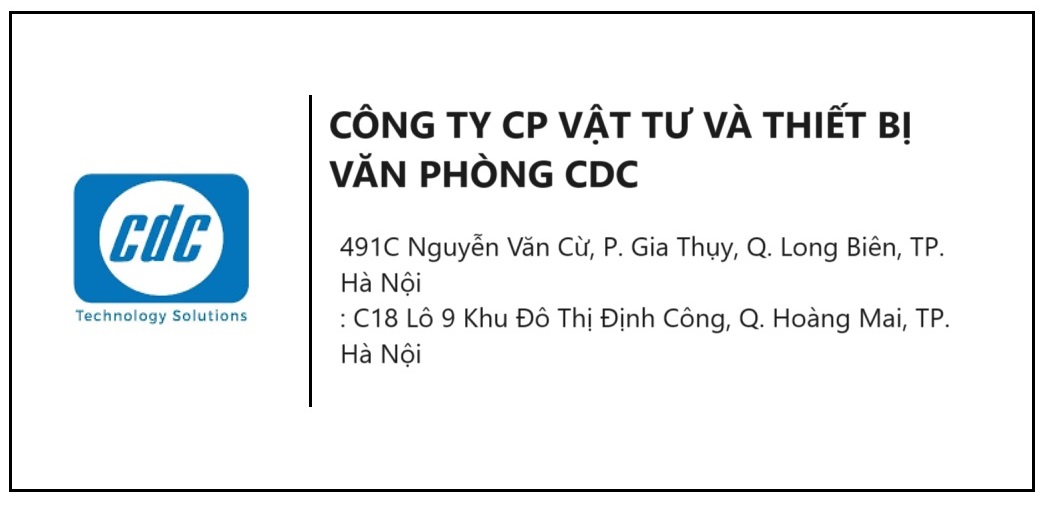 cdc
Technology Solutions
CÔNG TY CP VẬT TƯ VÀ THIẾT BỊ
VĂN PHÒNG CDC
491C Nguyễn Văn Cừ, P. Gia Thụy, Q. Long Biên, TP.
Hà Nội
: C18 Lô 9 Khu Đô Thị Định Công, Q. Hoàng Mai, TP.
Hà Nội